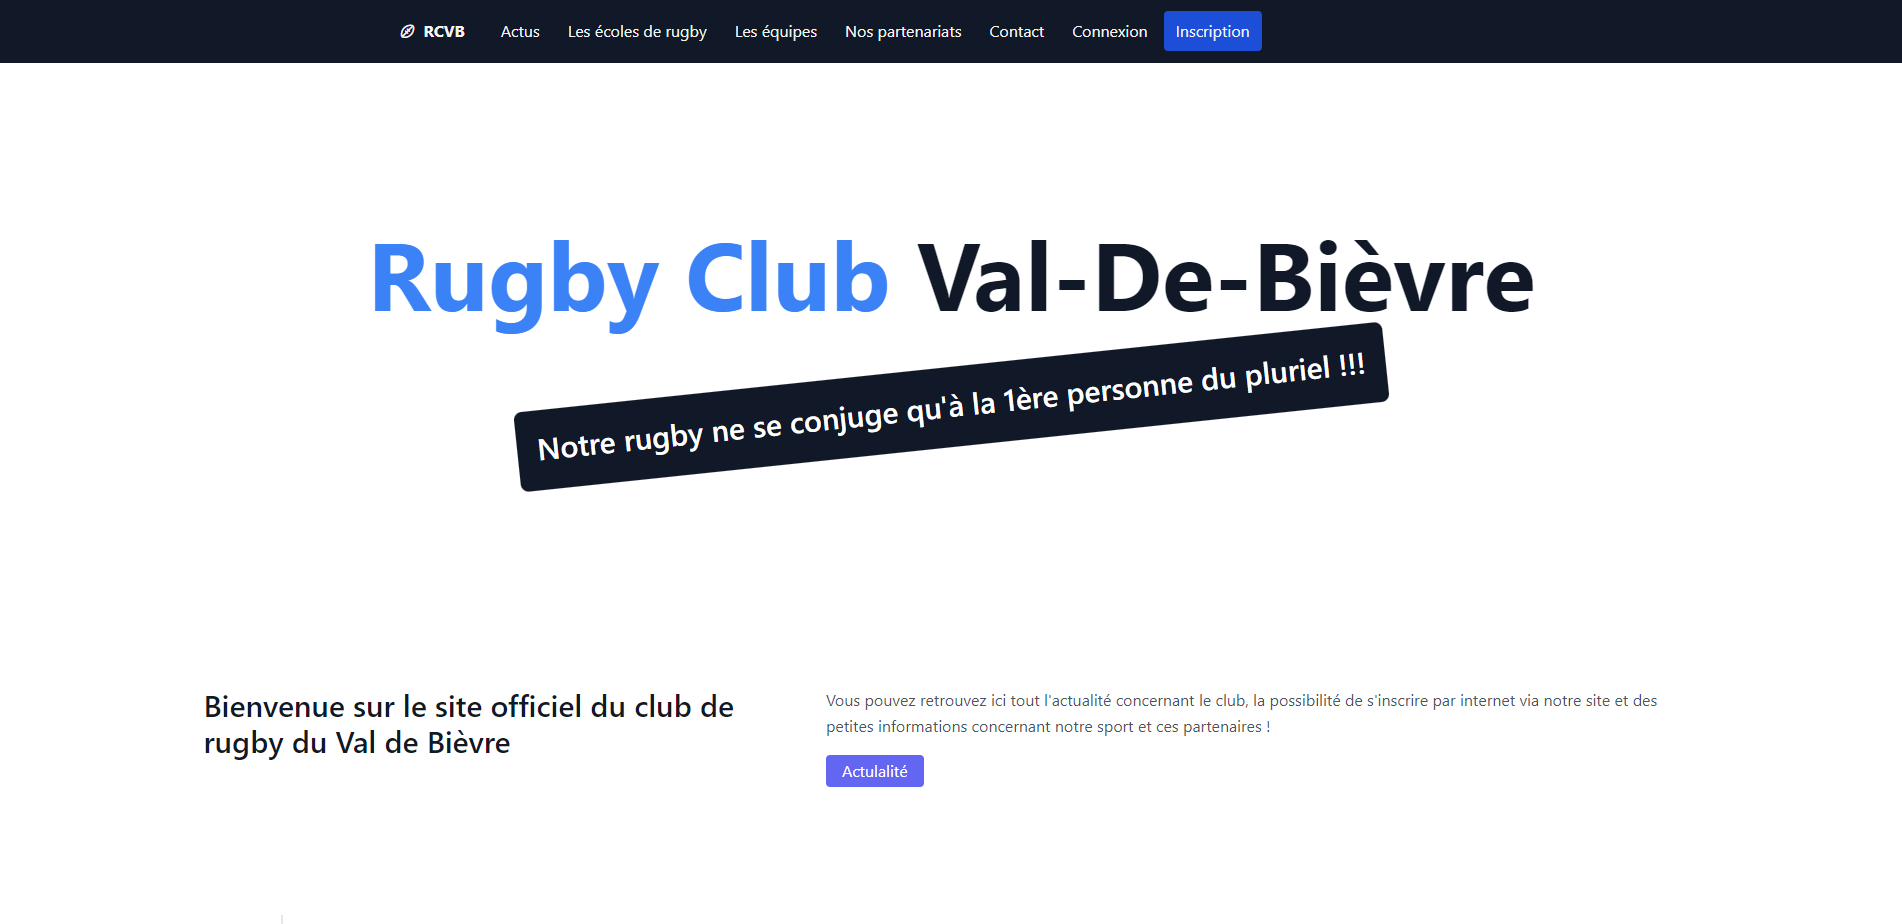 RCVB Actus Les écoles de rugby Les équipes Nos partenariats Contact Connexion Inscription
Rugby Club Val-De-Bièvre
Notre rugby ne se conjuge qu'à la 1ère personne du pluriel !!!
Bienvenue sur le site officiel du club de
rugby du Val de Bièvre
Vous pouvez retrouvez ici tout l'actualité concernant le club, la possibilité de s'inscrire par internet via notre site et des
petites informations concernant notre sport et ces partenaires !
Actulalité